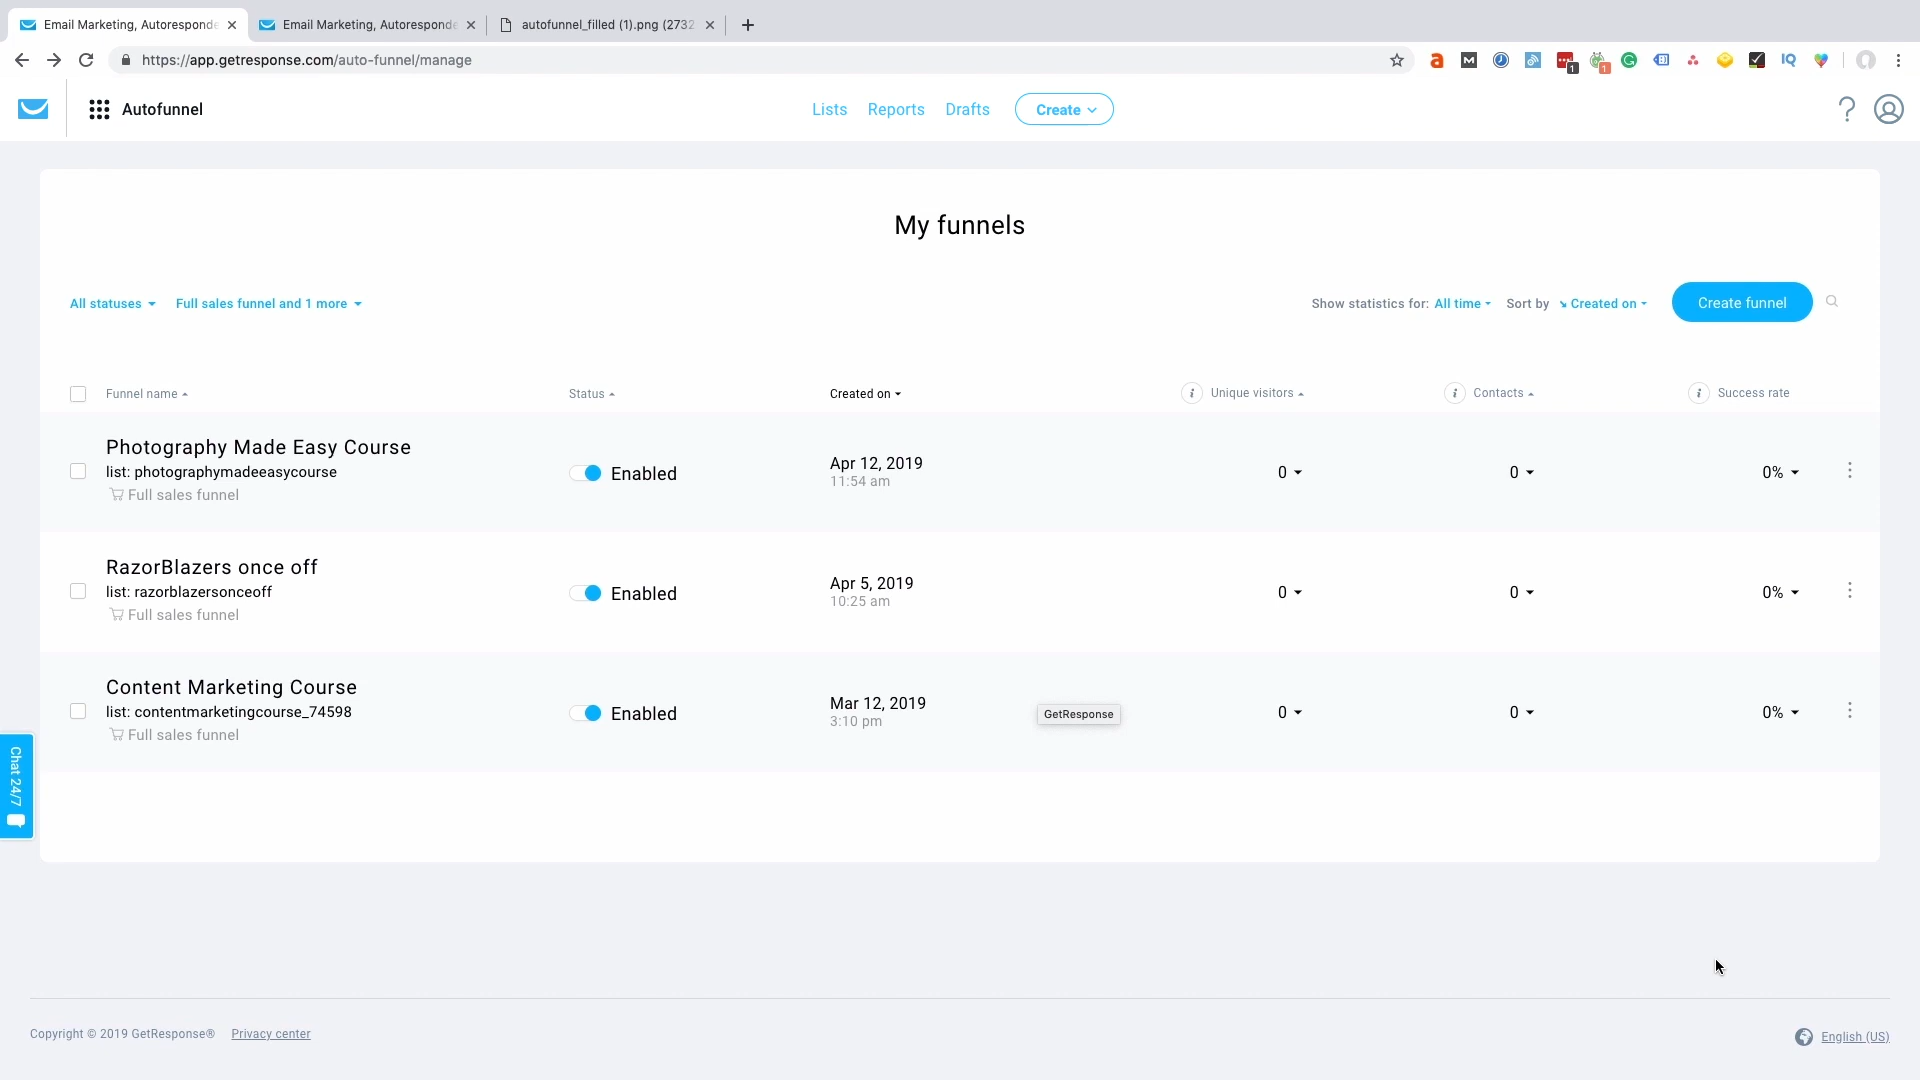 Email Marketing, Autoresponde
Email Marketing, Autoresponde
autofunnel_filled (1).png (2732
https://app.getresponse.com/auto-funnel/manage
Autofunnel
Lists
Reports
Drafts
Create
My funnels
All statuses
Full sales funnel and 1 more
Show statistics for: All time
Sort by Created on
Create funnel
Funnel name
Status
Created on
Unique visitors
Contacts
Success rate
Photography Made Easy Course
list: photographymadeeasycourse
Full sales funnel
Enabled
Apr 12, 2019
11:54 am
0
0
0%
RazorBlazers once off
list: razorblazersonceoff
Full sales funnel
Enabled
Apr 5, 2019
10:25 am
0
0
0%
Content Marketing Course
list: contentmarketingcourse_74598
Full sales funnel
Enabled
Mar 12, 2019
3:10 pm
GetResponse
0
0
0%
Chat 24/7
Copyright © 2019 GetResponse®
Privacy center
English (US)